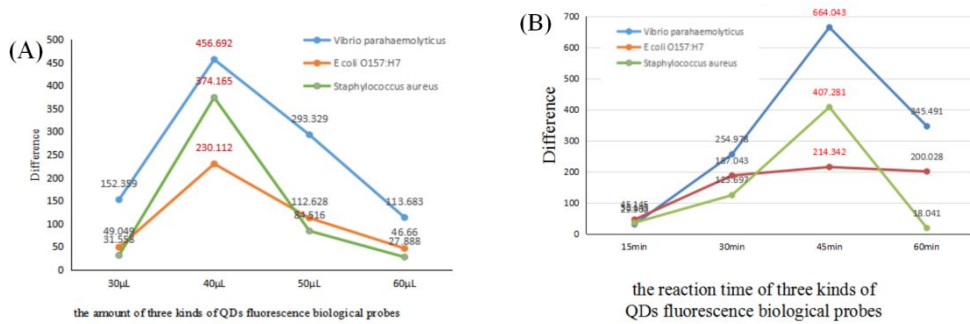 (A)
500
450
400
350
300
250
200
150
100
50
0
Difference
Vibrio parahaemolyticus
E coli O157:H7
Staphylococcus aureus
456.692
374.165
293.329
230.112
152.359
112.628
113.683
84.516
49.049
31.558
46.66
27.888
30μL 40μL 50μL 60μL
the amount of three kinds of QDs fluorescence biological probes
(B)
700
600
500
400
300
200
100
0
Difference
Vibrio parahaemolyticus
E coli O157:H7
Staphylococcus aureus
664.043
407.281
345.491
254.978
187.043
214.342
200.028
18.041
15min 30min 45min 60min
the reaction time of three kinds of
QDs fluorescence biological probes